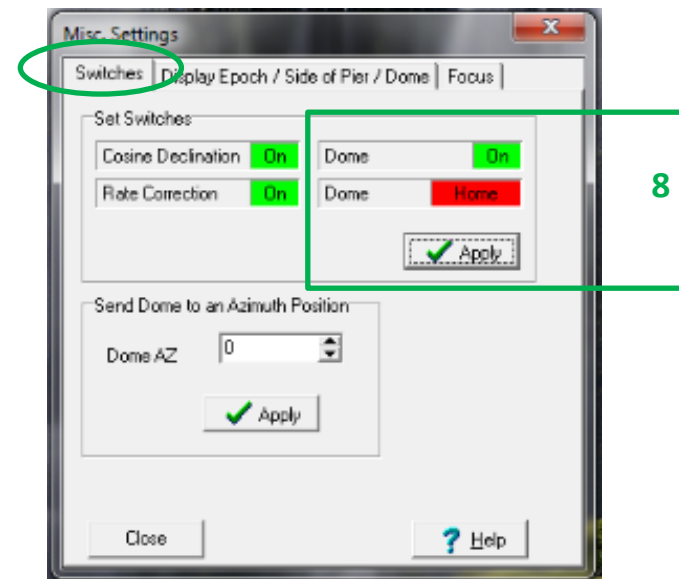 Misc. Settings
Switches Display Epoch / Side of Pier / Dome Focus
Set Switches
Cosine Declination On Dome On
Rate Correction On Dome Home
Apply
8
Send Dome to an Azimuth Position
Dome AZ 0
Apply
Close ? Help